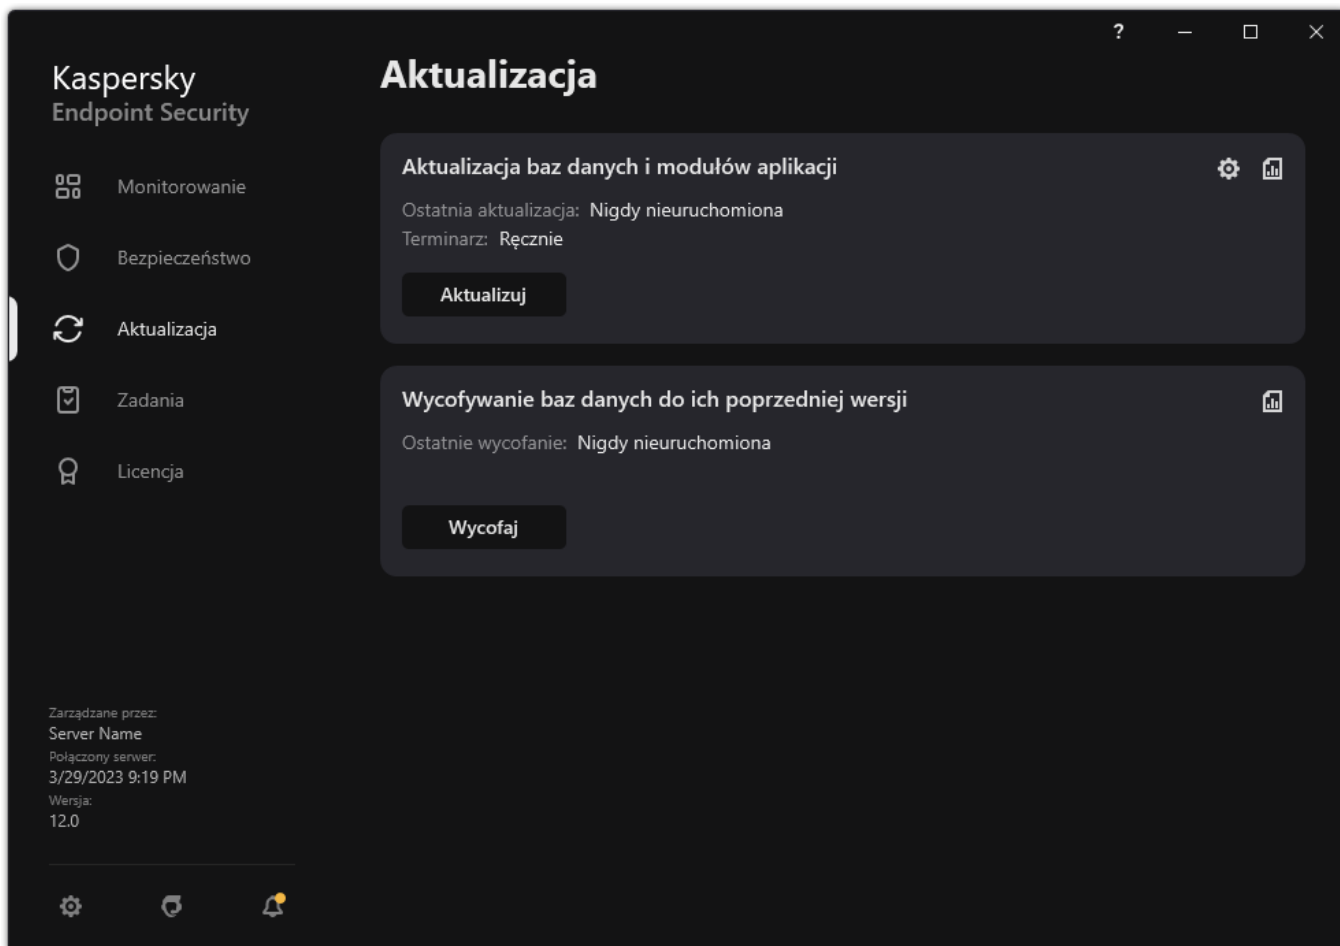 ?
Kaspersky
Endpoint Security
Monitorowanie
Bezpieczeństwo
Aktualizacja
Zadania
Licencja
Zarządzane przez:
Server Name
Połączony serwer:
3/29/2023 9:19 PM
Wersja:
12.0
Aktualizacja
Aktualizacja baz danych i modułów aplikacji
Ostatnia aktualizacja: Nigdy nieuruchomiona
Terminarz: Ręcznie
Aktualizuj
Wycofywanie baz danych do ich poprzedniej wersji
Ostatnie wycofanie: Nigdy nieuruchomiona
Wycofaj